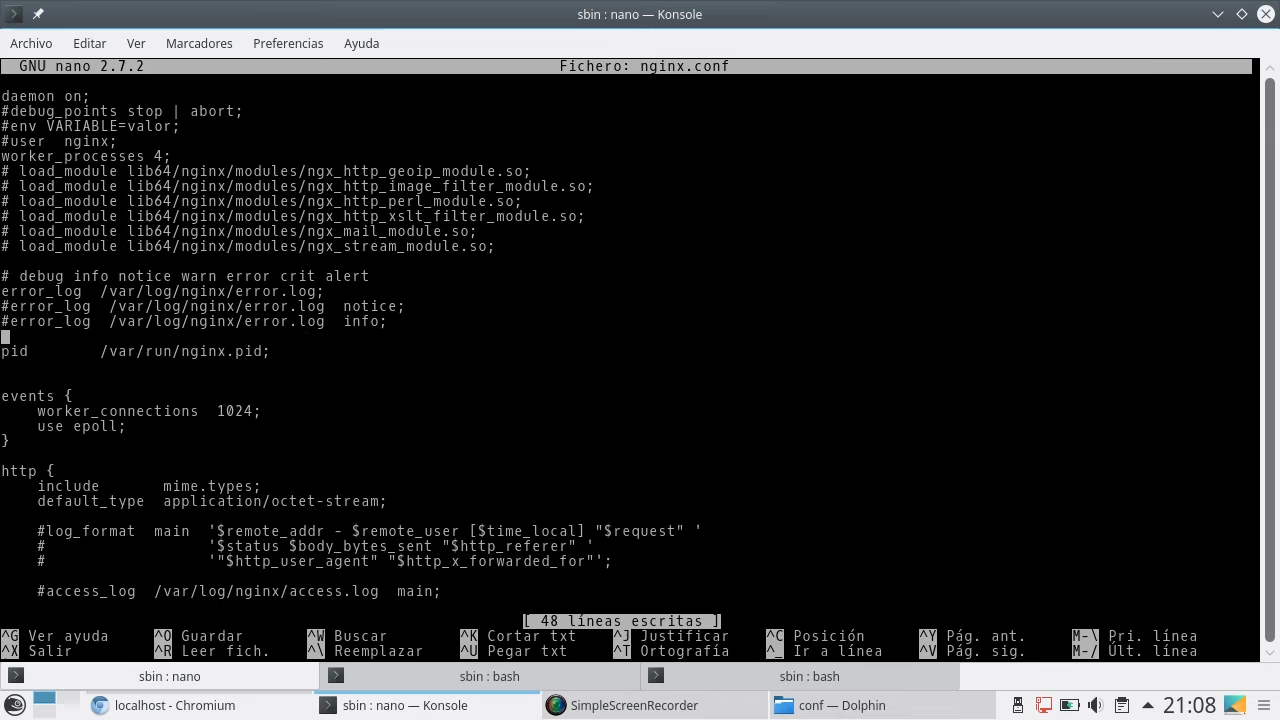 sbin : nano — Konsole
Archivo Editar Ver Marcadores Preferencias Ayuda
GNU nano 2.7.2 Fichero: nginx.conf
daemon on;
#debug_points stop | abort;
#env VARIABLE=valor;
#user  nginx;
worker_processes 4;
# load_module lib64/nginx/modules/ngx_http_geoip_module.so;
# load_module lib64/nginx/modules/ngx_http_image_filter_module.so;
# load_module lib64/nginx/modules/ngx_http_perl_module.so;
# load_module lib64/nginx/modules/ngx_http_xslt_filter_module.so;
# load_module lib64/nginx/modules/ngx_mail_module.so;
# load_module lib64/nginx/modules/ngx_stream_module.so;
# debug info notice warn error crit alert
error_log  /var/log/nginx/error.log;
#error_log  /var/log/nginx/error.log  notice;
#error_log  /var/log/nginx/error.log  info;
pid        /var/run/nginx.pid;
events {
    worker_connections  1024;
    use epoll;
}
http {
    include       mime.types;
    default_type  application/octet-stream;
    #log_format  main  '$remote_addr - $remote_user [$time_local] "$request" '
    #                  '$status $body_bytes_sent "$http_referer" '
    #                  '"$http_user_agent" "$http_x_forwarded_for"';
    #access_log  /var/log/nginx/access.log  main;
[ 48 líneas escritas ]
^G Ver ayuda ^O Guardar ^W Buscar ^K Cortar txt ^J Justificar ^C Posición ^Y Pág. ant. M-\ Pri. línea
^X Salir ^R Leer fich. ^\ Reemplazar ^U Pegar txt ^T Ortografía ^_ Ir a línea ^V Pág. sig. M-/ Últ. línea
sbin : nano sbin : bash sbin : bash
localhost - Chromium sbin : nano — Konsole SimpleScreenRecorder conf — Dolphin 21:08